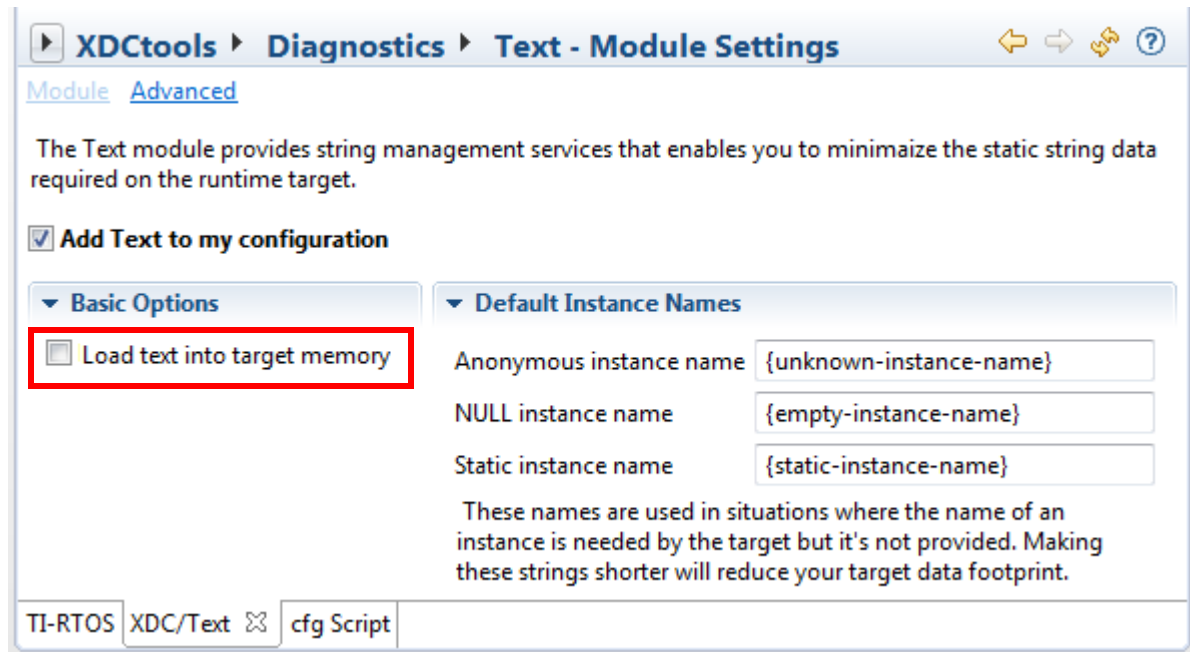 XDCtools Diagnostics Text - Module Settings
Module Advanced
The Text module provides string management services that enables you to minimaize the static string data
required on the runtime target.
Add Text to my configuration
Basic Options
Load text into target memory
Default Instance Names
Anonymous instance name {unknown-instance-name}
NULL instance name {empty-instance-name}
Static instance name {static-instance-name}
These names are used in situations where the name of an
instance is needed by the target but it's not provided. Making
these strings shorter will reduce your target data footprint.
TI-RTOS XDC/Text cfg Script